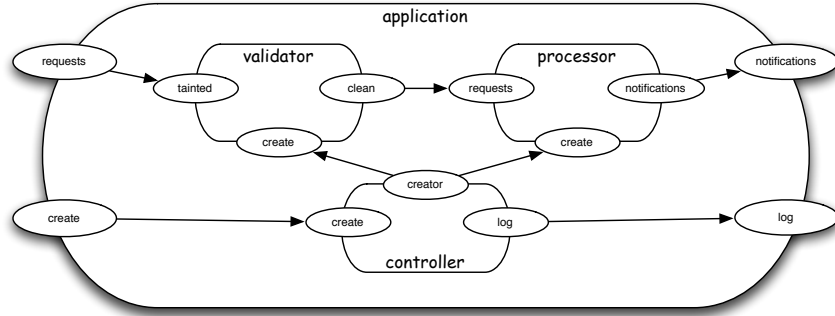 application
requests
validator
processor
notifications
tainted
clean
requests
notifications
create
create
creator
create
create
log
log
controller